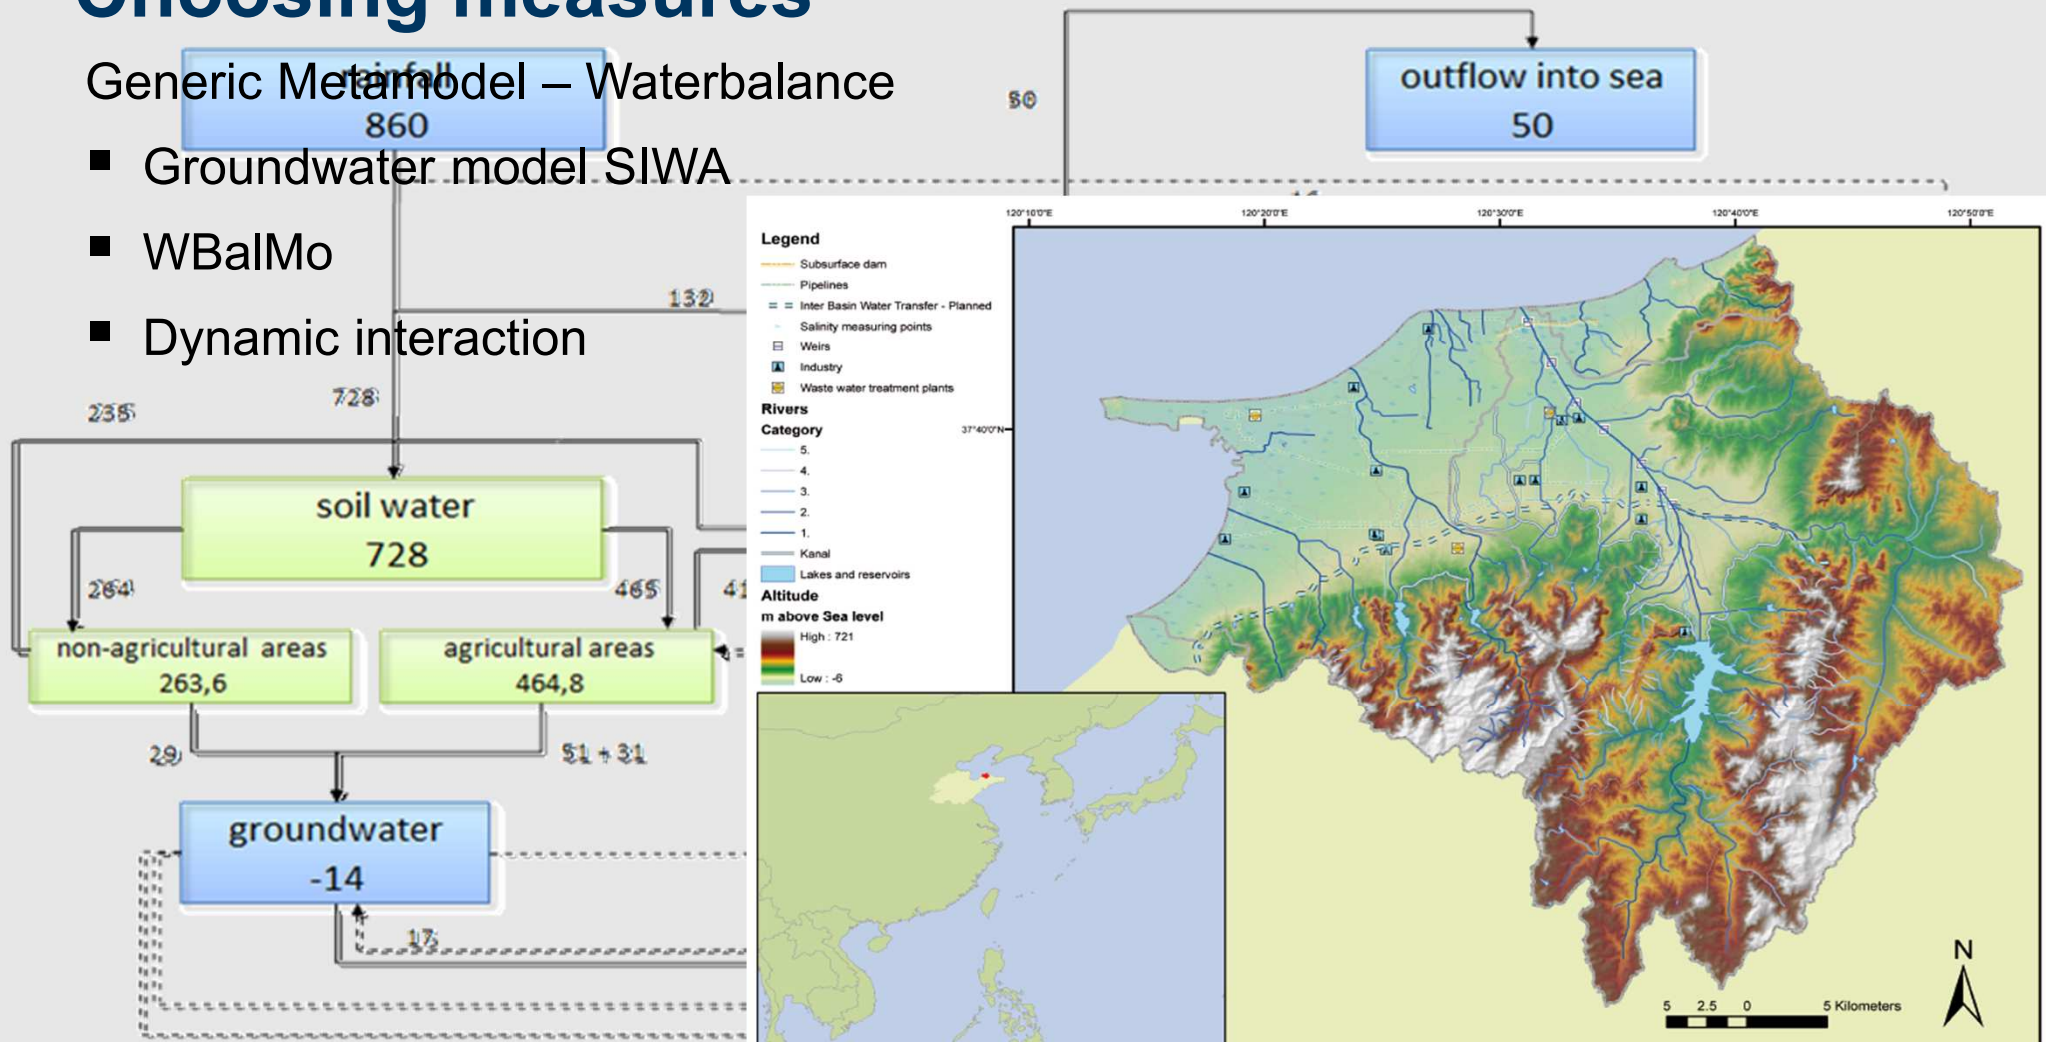 Choosing measures
Generic Metamodel – Waterbalance
rainfall
860
▪ Groundwater model SIWA
▪ WBalMo
▪ Dynamic interaction
50
outflow into sea
50
132
728
235
soil water
728
264
465
41
non-agricultural areas
263,6
agricultural areas
464,8
29
51 + 31
groundwater
-14
17
120°10'0"E
120°20'0"E
120°30'0"E
120°40'0"E
120°50'0"E
37°40'0"N
Legend
Subsurface dam
Pipelines
Inter Basin Water Transfer - Planned
Salinity measuring points
Weirs
Industry
Waste water treatment plants
Rivers
Category
5.
4.
3.
2.
1.
Kanal
Lakes and reservoirs
Altitude
m above Sea level
High : 721
Low : -6
N
5 2.5 0 5 Kilometers